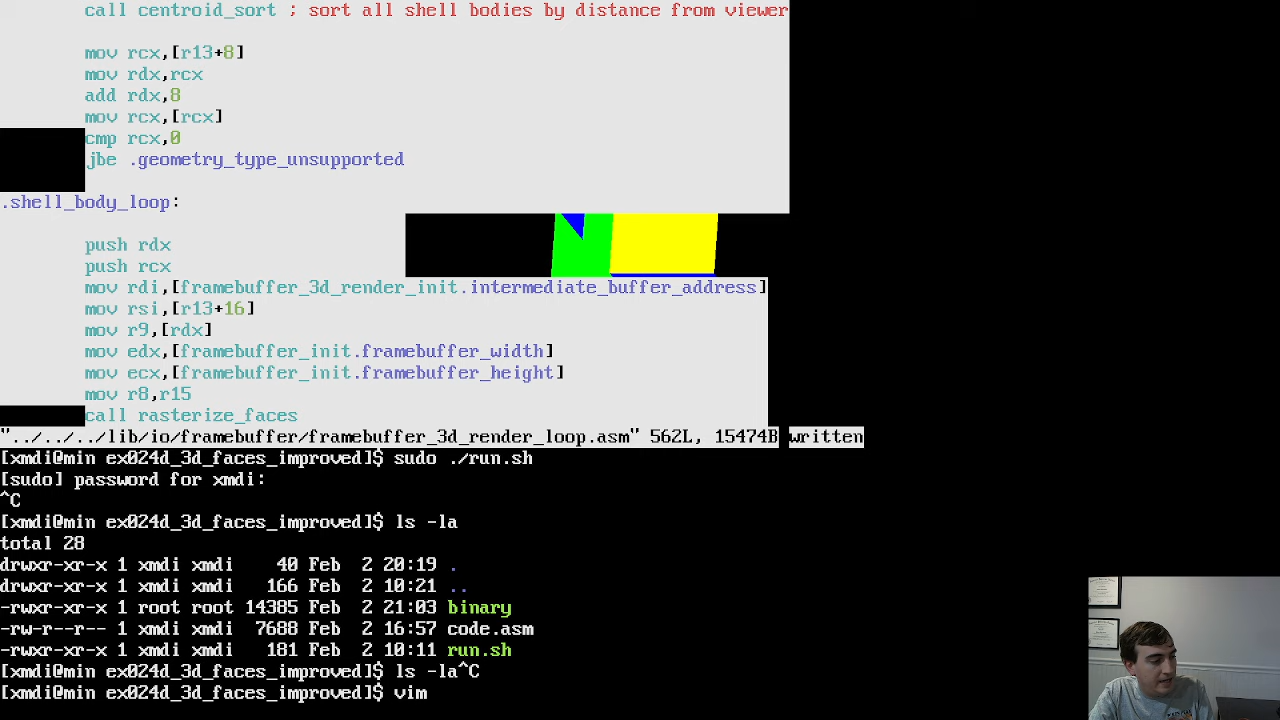 call centroid_sort ; sort all shell bodies by distance from viewer
mov rcx,[r13+8]
mov rdx,rcx
add rdx,8
mov rcx,[rcx]
cmp rcx,0
jbe .geometry_type_unsupported
.shell_body_loop:
push rdx
push rcx
mov rdi,[framebuffer_3d_render_init.intermediate_buffer_address]
mov rsi,[r13+16]
mov r9,[rdx]
mov edx,[framebuffer_init.framebuffer_width]
mov ecx,[framebuffer_init.framebuffer_height]
mov r8,r15
call rasterize_faces
"../../../lib/io/framebuffer/framebuffer_3d_render_loop.asm" 562L, 15474B written
[xmdi@min ex024d_3d_faces_improved]$ sudo ./run.sh
[sudo] password for xmdi:
^C
[xmdi@min ex024d_3d_faces_improved]$ ls -la
total 28
drwxr-xr-x 1 xmdi xmdi    40 Feb  2 20:19 .
drwxr-xr-x 1 xmdi xmdi   166 Feb  2 10:21 ..
-rwxr-xr-x 1 root root 14385 Feb  2 21:03 binary
-rw-r--r-- 1 xmdi xmdi  7688 Feb  2 16:57 code.asm
-rwxr-xr-x 1 xmdi xmdi   181 Feb  2 10:11 run.sh
[xmdi@min ex024d_3d_faces_improved]$ ls -la^C
[xmdi@min ex024d_3d_faces_improved]$ vim